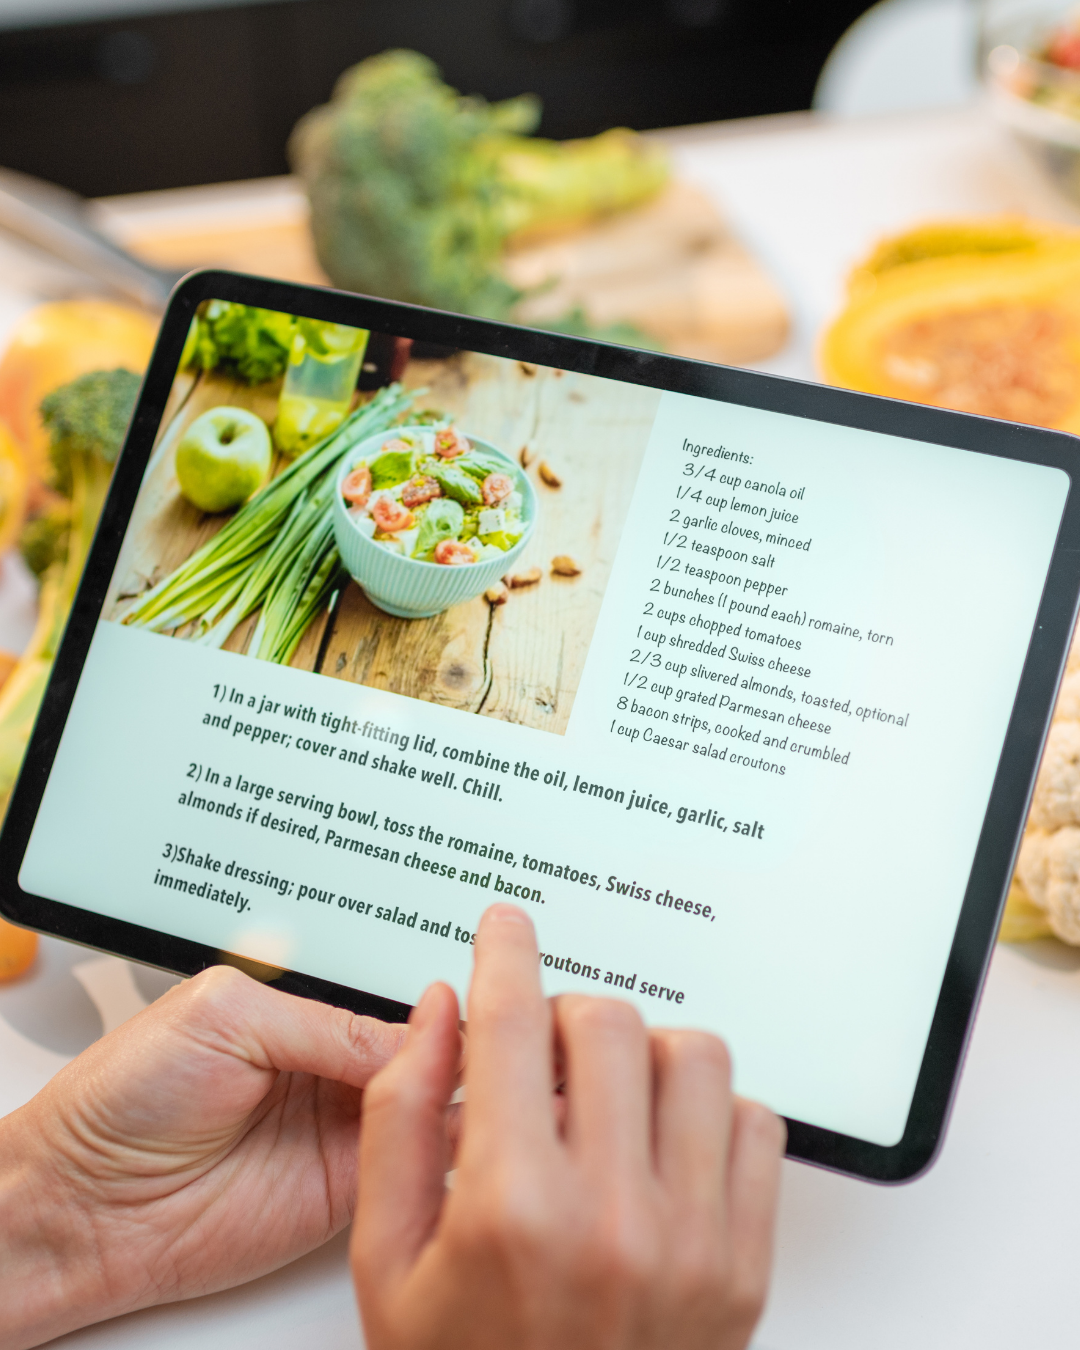 Ingredients:
3/4 cup canola oil
1/4 cup lemon juice
2 garlic cloves, minced
1/2 teaspoon salt
1/2 teaspoon pepper
2 bunches (1 pound each) romaine, torn
2 cups chopped tomatoes
1 cup shredded Swiss cheese
2/3 cup slivered almonds, toasted, optional
1/2 cup grated Parmesan cheese
8 bacon strips, cooked and crumbled
1 cup Caesar salad croutons
1) In a jar with tight-fitting lid, combine the oil, lemon juice, garlic, salt
and pepper; cover and shake well. Chill.
2) In a large serving bowl, toss the romaine, tomatoes, Swiss cheese,
almonds if desired, Parmesan cheese and bacon.
3)Shake dressing; pour over salad and routons and serve
immediately.